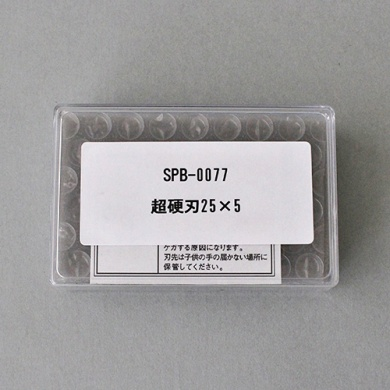 SPB-0077
超硬刃25×5
ケガする原因になります。
刃先は子供の手の届かない場所に
保管してください。